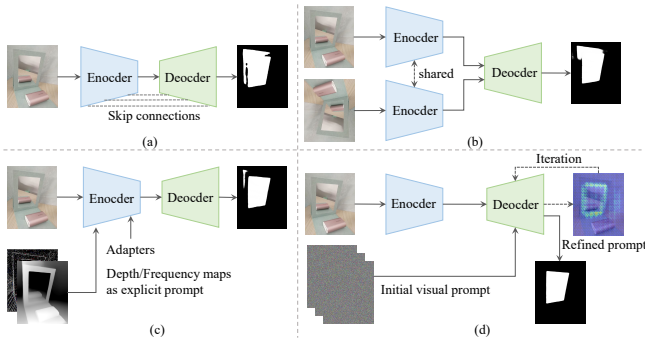 Enocder
Deocder
Skip connections
(a)
Enocder
shared
Enocder
Deocder
(b)
Enocder
Deocder
Adapters
Depth/Frequency maps
as explicit prompt
(c)
Iteration
Enocder
Deocder
Refined prompt
Initial visual prompt
(d)